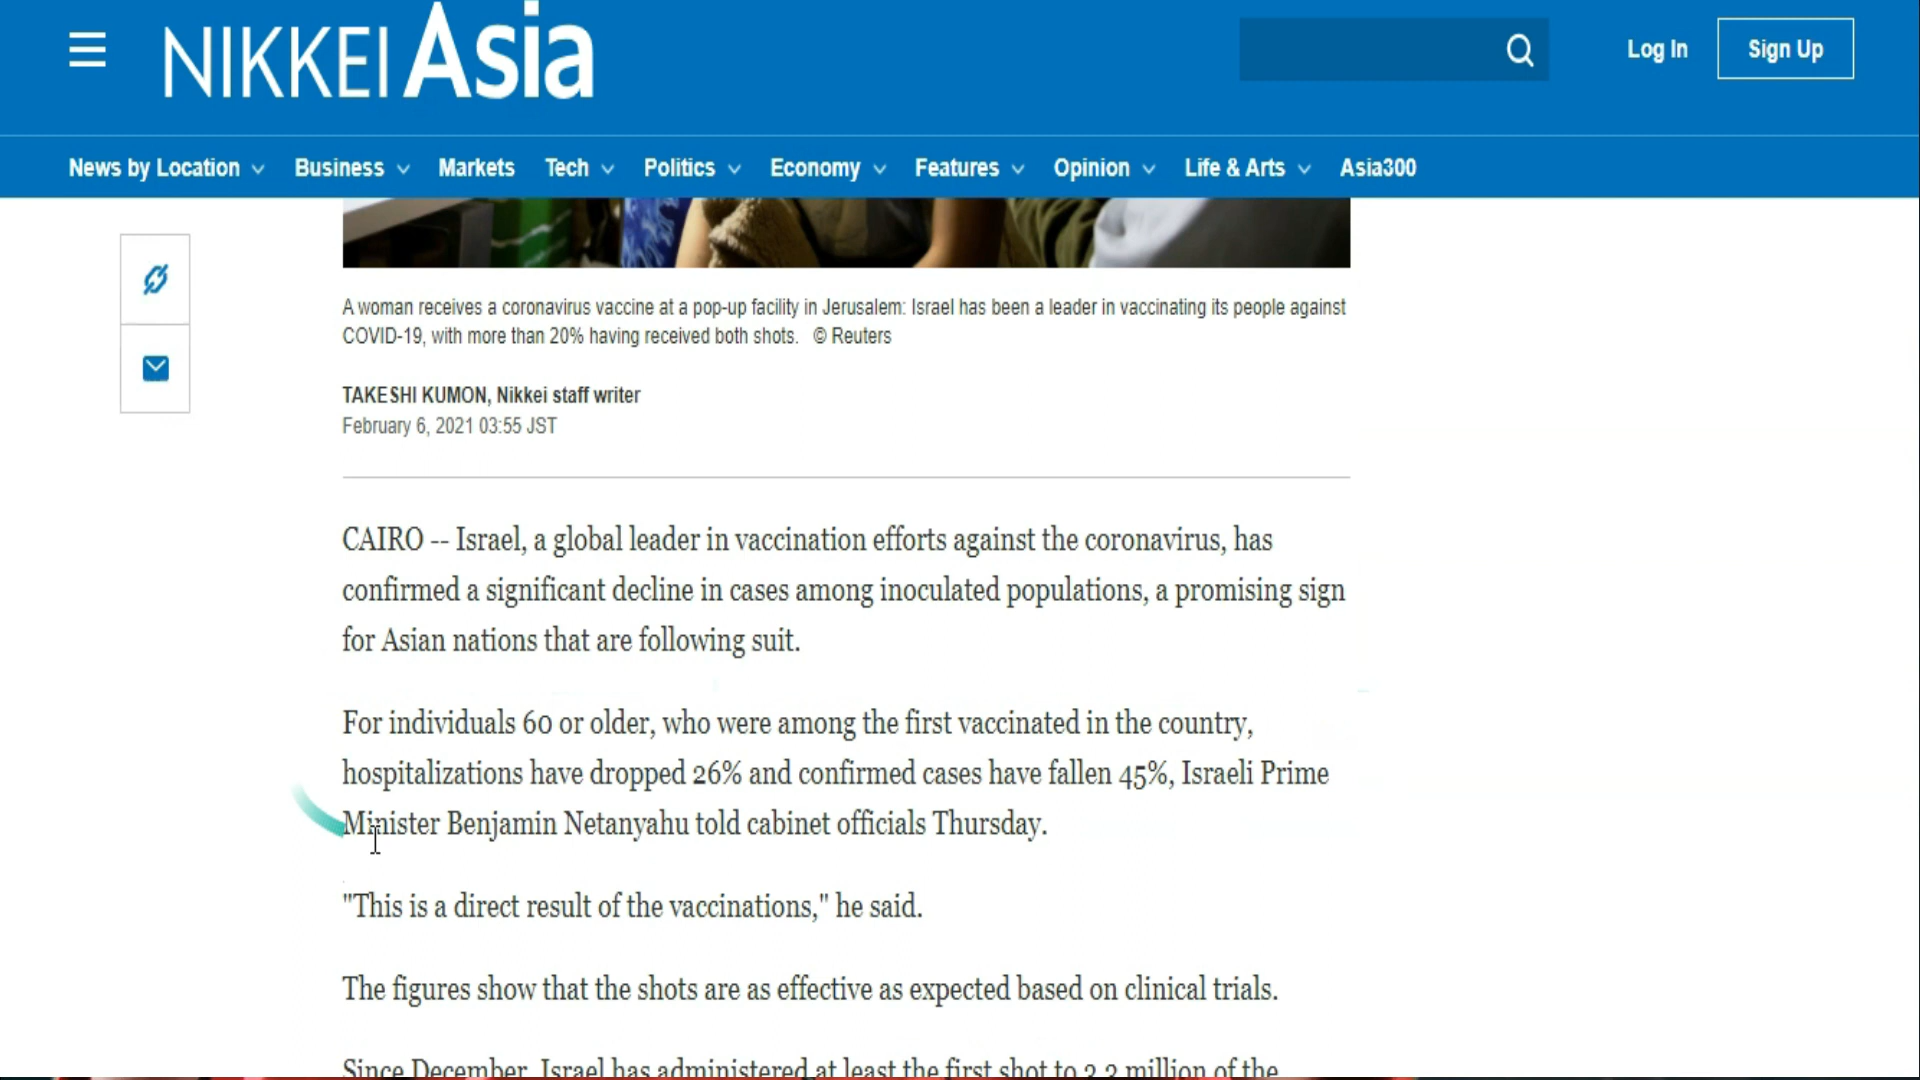 NIKKEI Asia
Log In
Sign Up
News by Location
Business
Markets
Tech
Politics
Economy
Features
Opinion
Life & Arts
Asia300
A woman receives a coronavirus vaccine at a pop-up facility in Jerusalem: Israel has been a leader in vaccinating its people against
COVID-19, with more than 20% having received both shots. © Reuters
TAKESHI KUMON, Nikkei staff writer
February 6, 2021 03:55 JST
CAIRO -- Israel, a global leader in vaccination efforts against the coronavirus, has
confirmed a significant decline in cases among inoculated populations, a promising sign
for Asian nations that are following suit.
For individuals 60 or older, who were among the first vaccinated in the country,
hospitalizations have dropped 26% and confirmed cases have fallen 45%, Israeli Prime
Minister Benjamin Netanyahu told cabinet officials Thursday.
"This is a direct result of the vaccinations," he said.
The figures show that the shots are as effective as expected based on clinical trials.
Since December, Israel has administered at least the first shot to 3.3 million of the